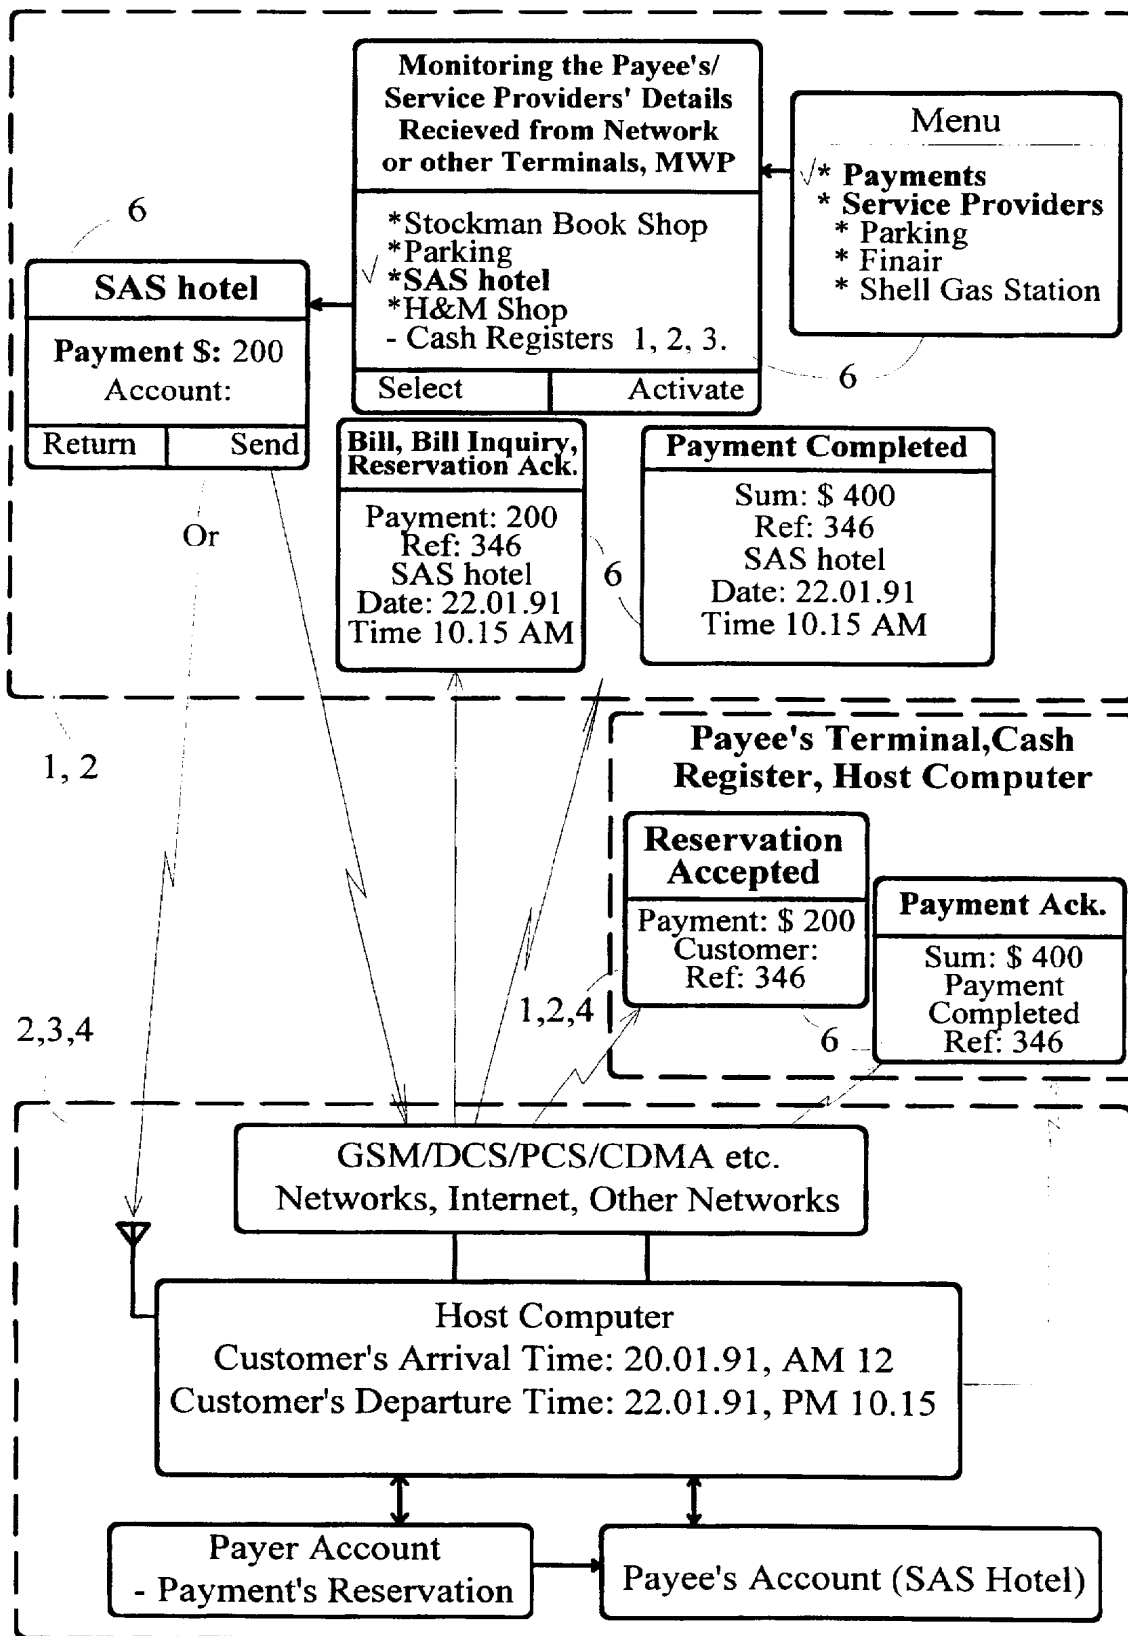 Monitoring the Payee's/
Service Providers' Details
Recieved from Network
or other Terminals, MWP
*Stockman Book Shop
*Parking
√ *SAS hotel
*H&M Shop
- Cash Registers 1, 2, 3.
Select Activate
Menu
√* Payments
* Service Providers
* Parking
* Finair
* Shell Gas Station
6
6
SAS hotel
Payment $: 200
Account:
Return Send
Or
Bill, Bill Inquiry,
Reservation Ack.
Payment: 200
Ref: 346
SAS hotel
Date: 22.01.91
Time 10.15 AM
6
Payment Completed
Sum: $ 400
Ref: 346
SAS hotel
Date: 22.01.91
Time 10.15 AM
1, 2
Payee's Terminal,Cash
Register, Host Computer
Reservation
Accepted
Payment: $ 200
Customer:
Ref: 346
Payment Ack.
Sum: $ 400
Payment
Completed
Ref: 346
1,2,4
6
2,3,4
GSM/DCS/PCS/CDMA etc.
Networks, Internet, Other Networks
Host Computer
Customer's Arrival Time: 20.01.91, AM 12
Customer's Departure Time: 22.01.91, PM 10.15
Payer Account
- Payment's Reservation
Payee's Account (SAS Hotel)